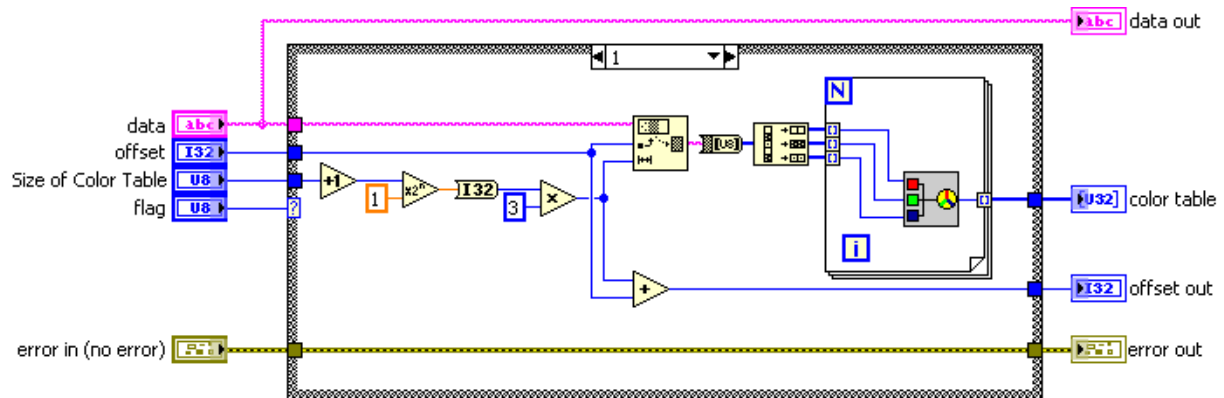 abc data out
1
N
data abc
offset I32
[U8]
Size of Color Table U8
+1
1
x2ⁿ
I32
3
x
flag U8
?
[U32] color table
i
+
I32 offset out
error in (no error)
error out